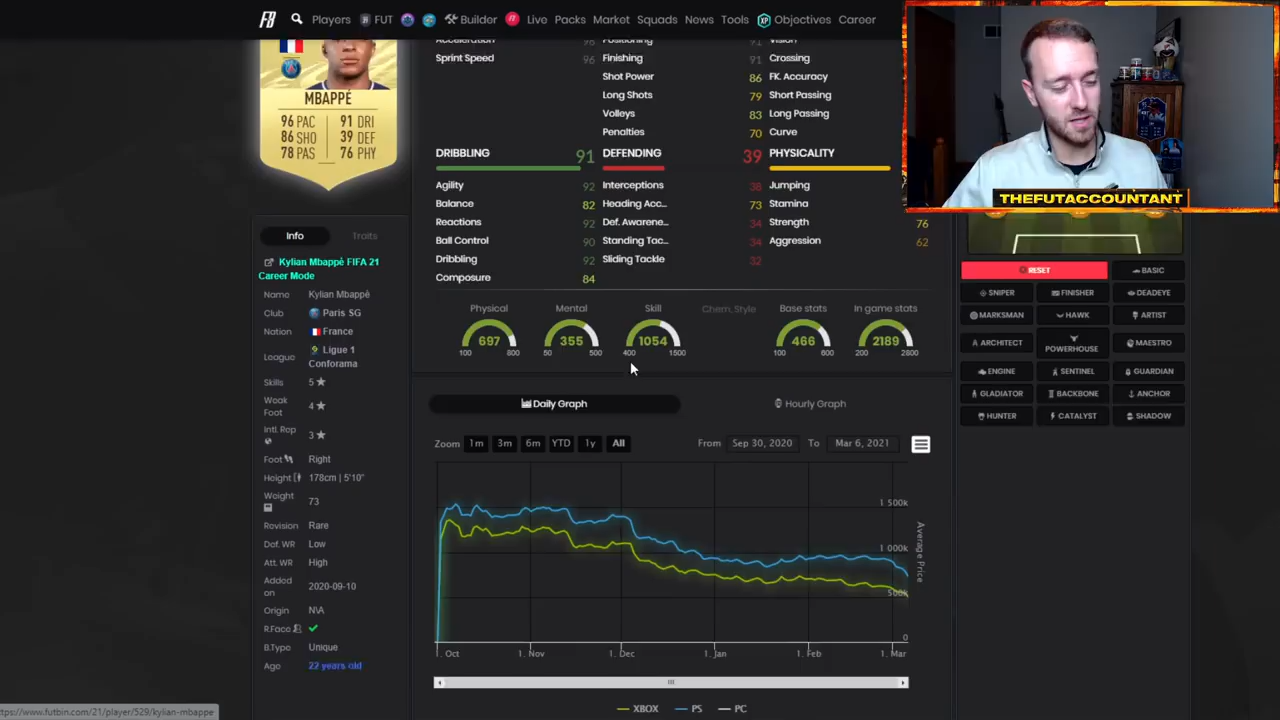 Players FUT Builder Live Packs Market Squads News Tools XP Objectives Career
THEFUTACCOUNTANT
MBAPPÉ
96 PAC 91 DRI
86 SHO 39 DEF
78 PAS 76 PHY
Info Traits
Kylian Mbappé FIFA 21
Career Mode
Name Kylian Mbappé
Club Paris SG
Nation France
League Ligue 1
Conforama
Skills 5
Weak
Foot 4
Intl.Rep 3
Foot Right
Height 178cm | 5'10"
Weight 73
Revision Rare
Def. WR Low
Att. WR High
Added
on 2020-09-10
Origin N\A
R.Face
B.Type Unique
Age 22 years old
Acceleration 96
Sprint Speed 96
Positioning 91
Finishing 91
Shot Power 86
Long Shots 79
Volleys 83
Penalties 70
Vision
Crossing
FK Accuracy
Short Passing
Long Passing
Curve
DRIBBLING 91
Agility 92
Balance 82
Reactions 92
Ball Control 90
Dribbling 92
Composure 84
DEFENDING 39
Interceptions 38
Heading Acc... 73
Def. Awarene... 34
Standing Tac... 34
Sliding Tackle 32
PHYSICALITY
Jumping
Stamina
Strength 76
Aggression 62
Physical Mental Skill Chem. Style Base stats In game stats
697 355 1054 466 2189
100 800 50 500 400 1500 100 600 200 2800
Daily Graph Hourly Graph
Zoom 1m 3m 6m YTD 1y All From Sep 30, 2020 To Mar 6, 2021
1 500k
1 000k
500k
0
Average Price
1. Oct 1. Nov 1. Dec 1. Jan 1. Feb 1. Mar
XBOX PS PC
RESET BASIC
SNIPER FINISHER DEADEYE
MARKSMAN HAWK ARTIST
ARCHITECT POWERHOUSE MAESTRO
ENGINE SENTINEL GUARDIAN
GLADIATOR BACKBONE ANCHOR
HUNTER CATALYST SHADOW
ttps://www.futbin.com/21/player/529/kylian-mbappe